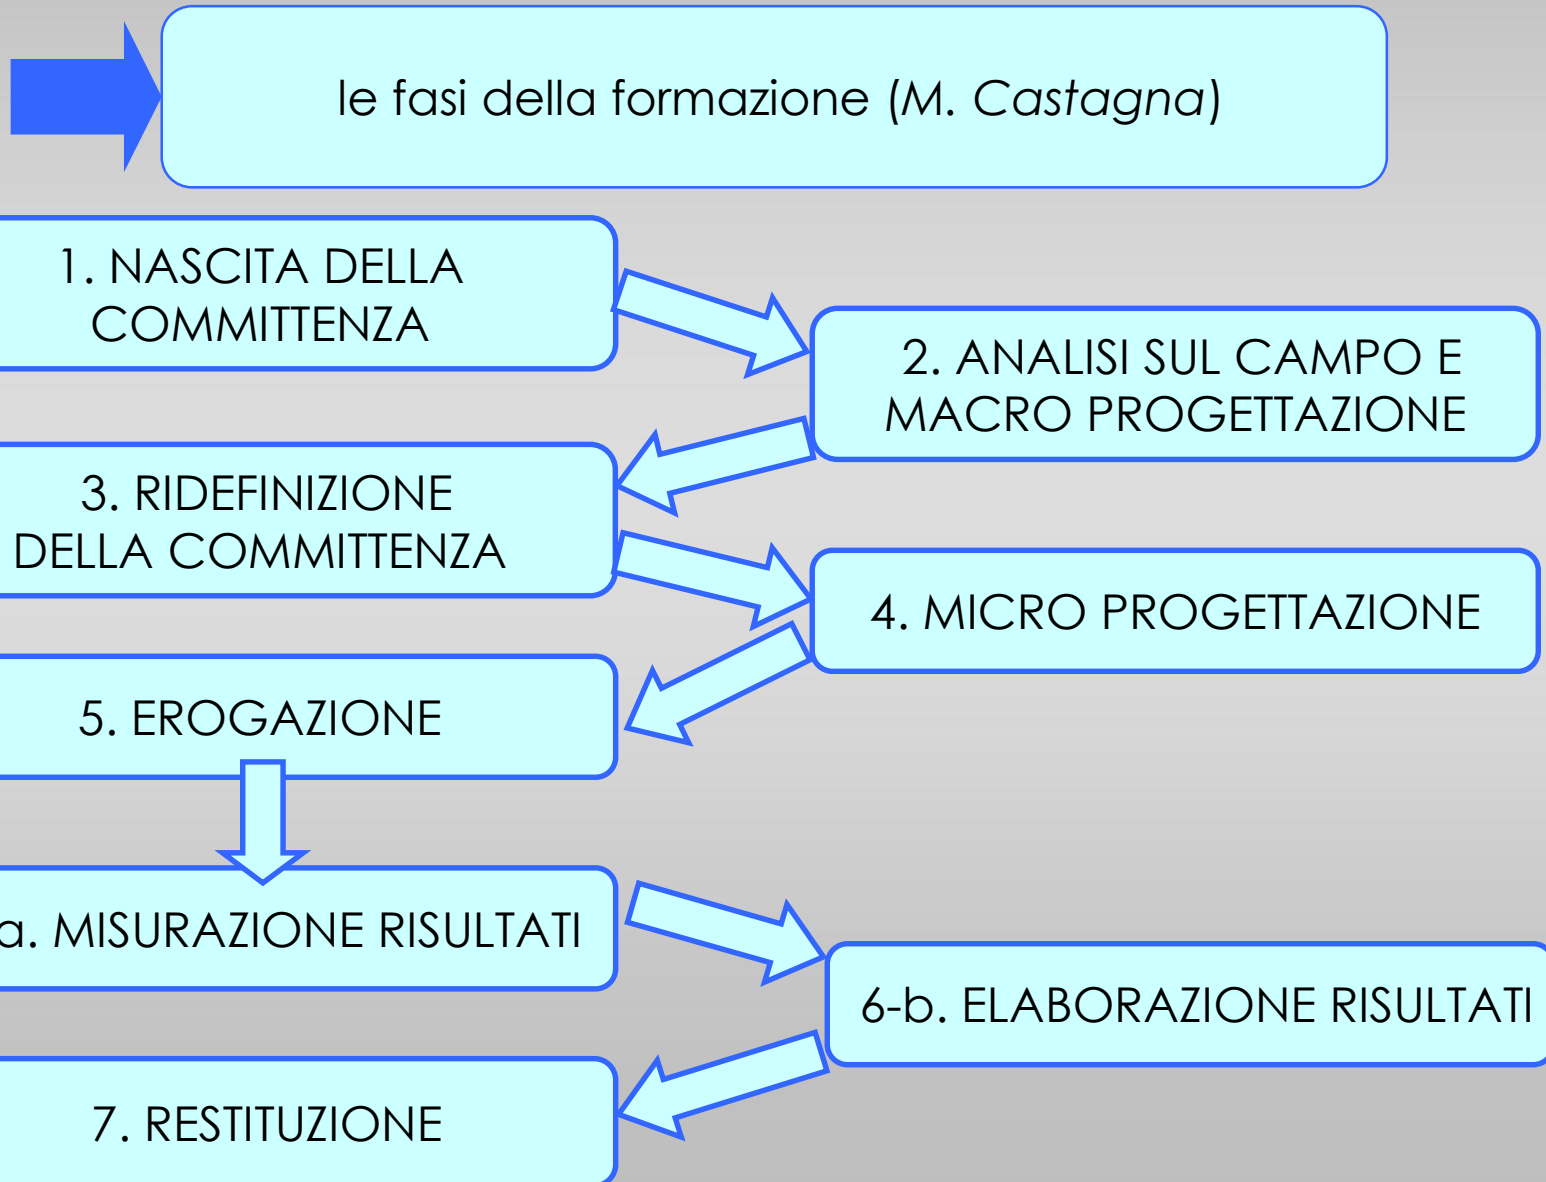 le fasi della formazione (M. Castagna)
1. NASCITA DELLA
COMMITTENZA
2. ANALISI SUL CAMPO E
MACRO PROGETTAZIONE
3. RIDEFINIZIONE
DELLA COMMITTENZA
4. MICRO PROGETTAZIONE
5. EROGAZIONE
a. MISURAZIONE RISULTATI
6-b. ELABORAZIONE RISULTATI
7. RESTITUZIONE